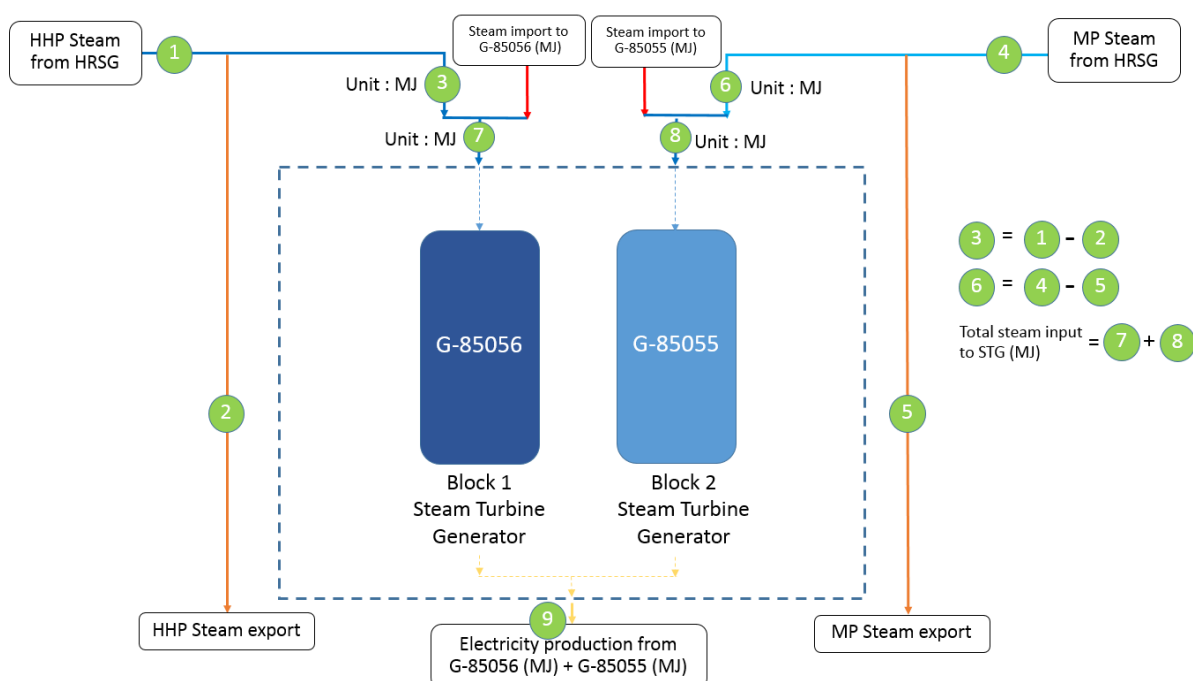 HHP Steam
from HRSG
1
Steam import to
G-85056 (MJ)
Steam import to
G-85055 (MJ)
4
MP Steam
from HRSG
Unit : MJ
3
6
Unit : MJ
Unit : MJ
7
8
Unit : MJ
3 = 1 - 2
6 = 4 - 5
Total steam input
to STG (MJ)
= 7 + 8
G-85056
G-85055
2
5
Block 1
Steam Turbine
Generator
Block 2
Steam Turbine
Generator
9
HHP Steam export
Electricity production from
G-85056 (MJ) + G-85055 (MJ)
MP Steam export